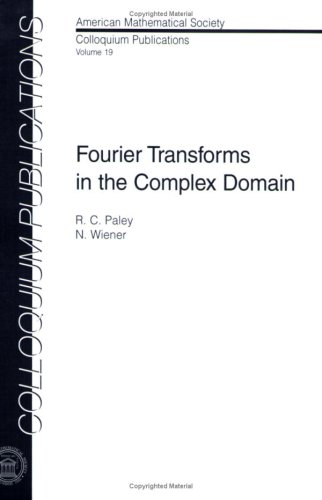 Copyrighted Material
American Mathematical Society
Colloquium Publications
Volume 19
Fourier Transforms
in the Complex Domain
R. C. Paley
N. Wiener
COLLOQUIUM PUBLICATIONS
Copyrighted Material